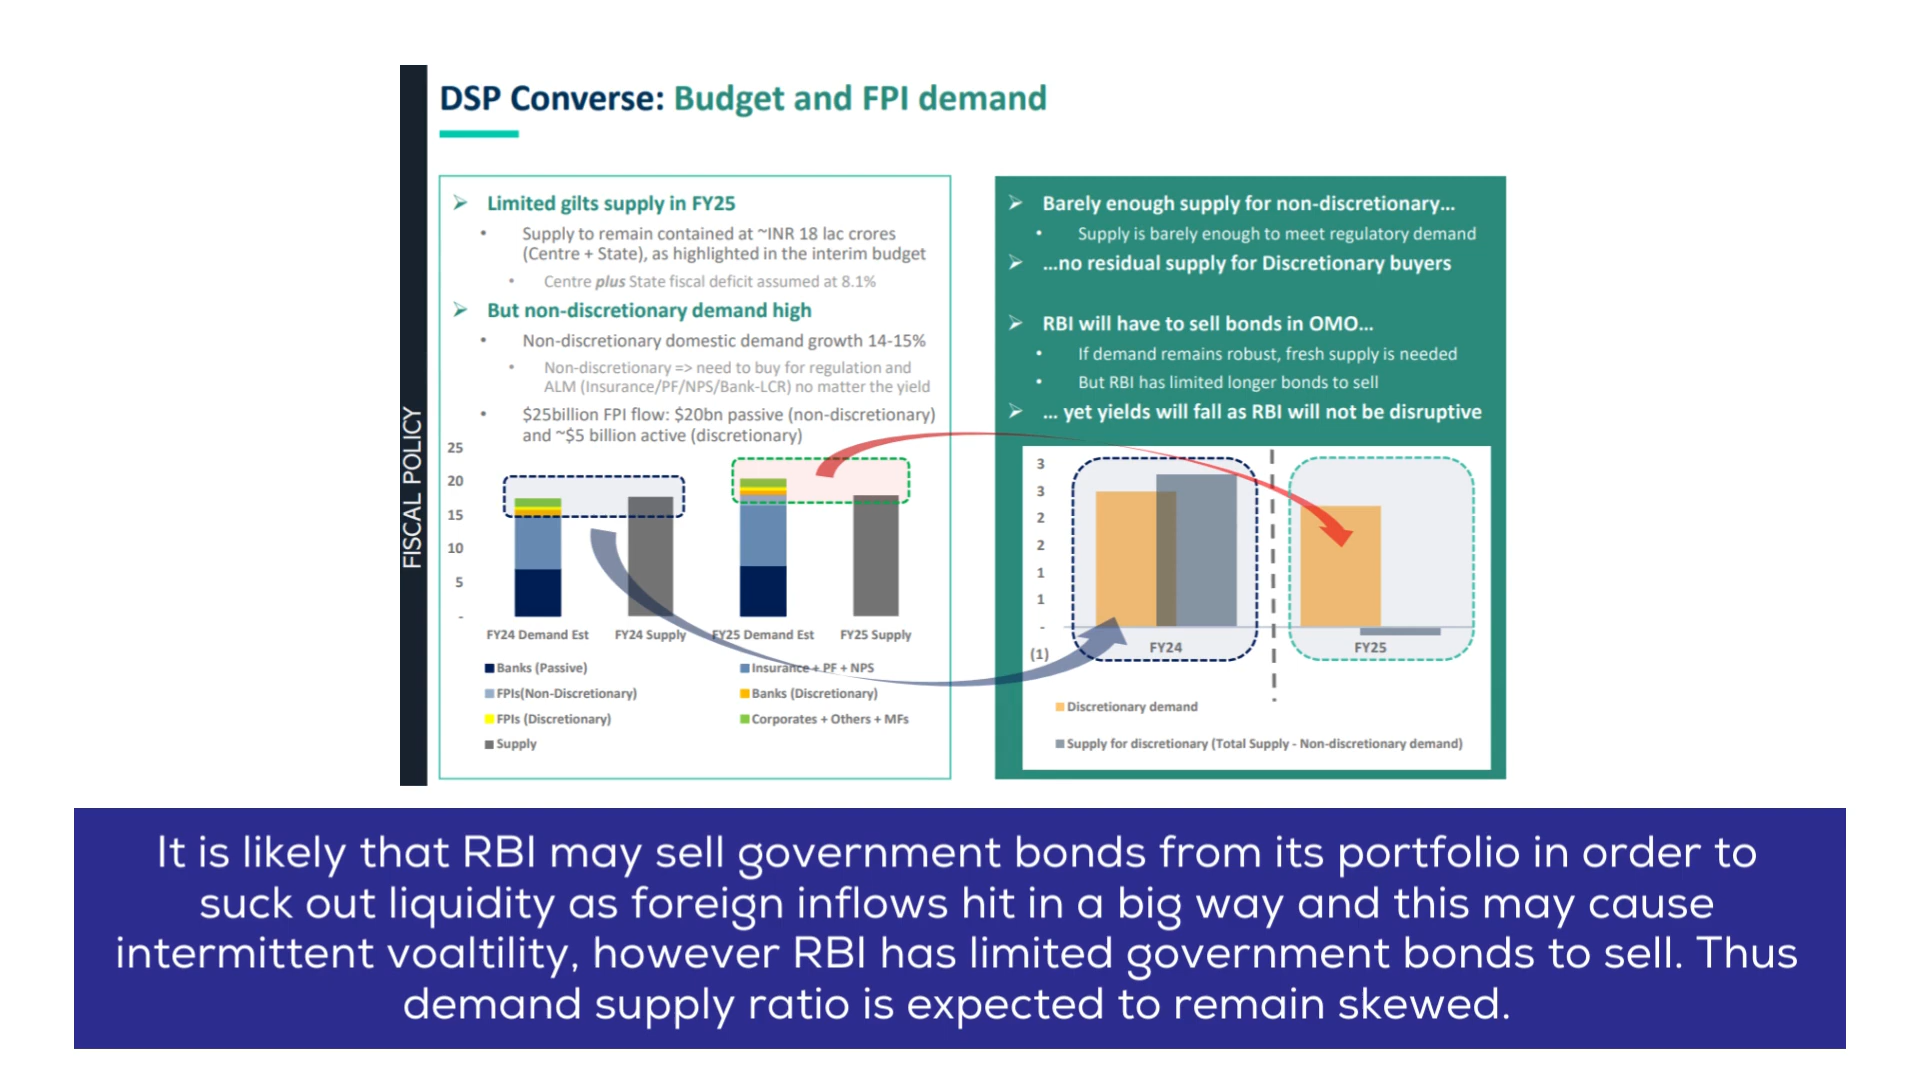 DSP Converse: Budget and FPI demand
FISCAL POLICY
➢ Limited gilts supply in FY25
• Supply to remain contained at ~INR 18 lac crores
(Centre + State), as highlighted in the interim budget
• Centre plus State fiscal deficit assumed at 8.1%
➢ But non-discretionary demand high
• Non-discretionary domestic demand growth 14-15%
• Non-discretionary => need to buy for regulation and
ALM (Insurance/PF/NPS/Bank-LCR) no matter the yield
• $25billion FPI flow: $20bn passive (non-discretionary)
and ~$5 billion active (discretionary)
25
20
15
10
5
-
FY24 Demand Est FY24 Supply FY25 Demand Est FY25 Supply
Banks (Passive) Insurance + PF + NPS
FPIs(Non-Discretionary) Banks (Discretionary)
FPIs (Discretionary) Corporates + Others + MFs
Supply
➢ Barely enough supply for non-discretionary...
• Supply is barely enough to meet regulatory demand
➢ ...no residual supply for Discretionary buyers
➢ RBI will have to sell bonds in OMO...
• If demand remains robust, fresh supply is needed
• But RBI has limited longer bonds to sell
➢ ... yet yields will fall as RBI will not be disruptive
3
3
2
2
1
1
-
(1)
FY24 FY25
Discretionary demand
Supply for discretionary (Total Supply - Non-discretionary demand)
It is likely that RBI may sell government bonds from its portfolio in order to
suck out liquidity as foreign inflows hit in a big way and this may cause
intermittent voaltility, however RBI has limited government bonds to sell. Thus
demand supply ratio is expected to remain skewed.